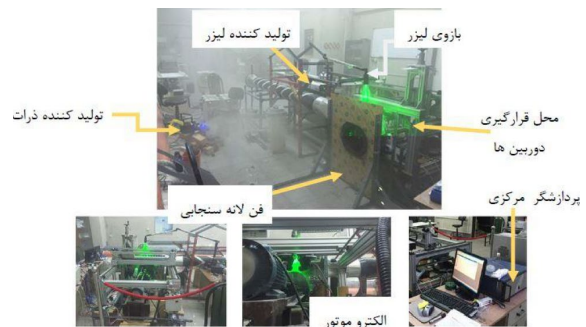 بازوی لیزر
تولید کننده لیزر
تولید کننده ذرات
محل قرارگیری
دوربین ها
پردازشگر مرکزی
فن لانه سنجابی
الکترو موتور